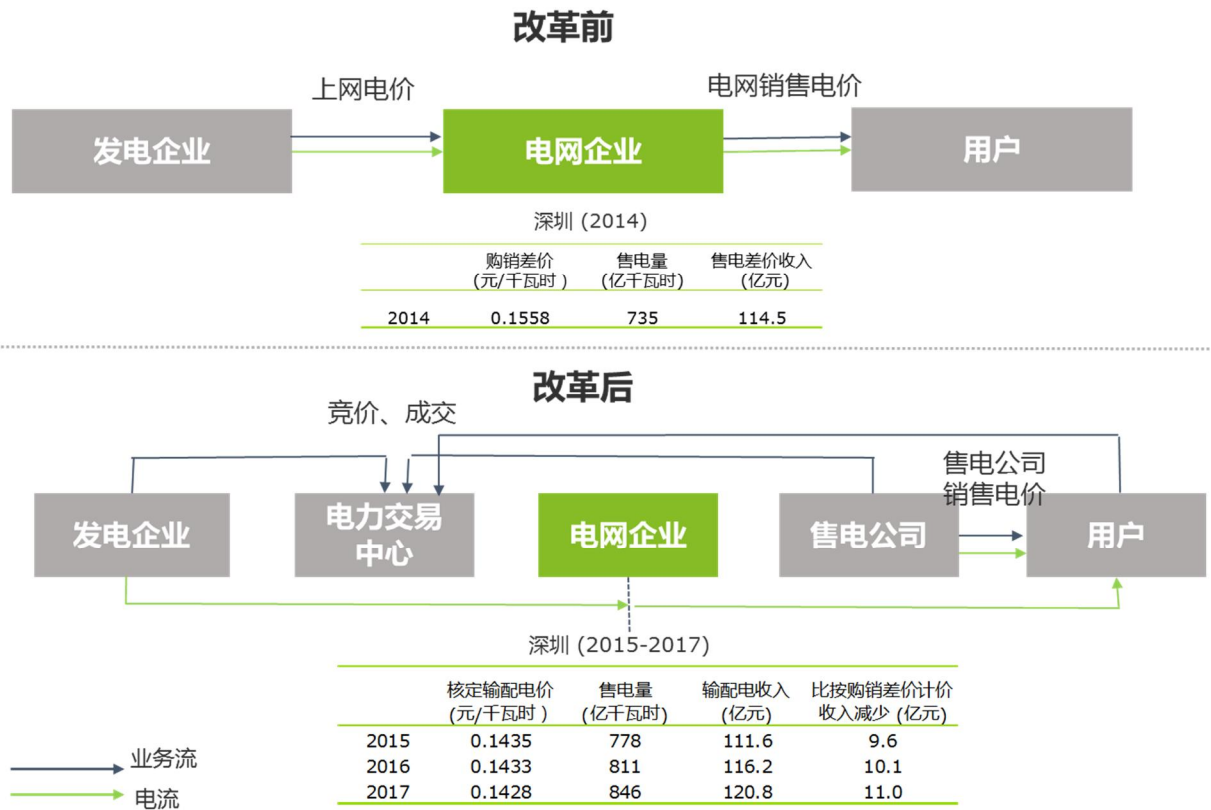 改革前
上网电价
电网销售电价
发电企业
电网企业
用户
深圳 (2014)
购销差价 售电量 售电差价收入
(元/千瓦时 ) (亿千瓦时) (亿元)
2014 0.1558 735 114.5
改革后
竞价、成交
售电公司
销售电价
发电企业
电力交易
中心
电网企业
售电公司
用户
深圳 (2015-2017)
核定输配电价 售电量 输配电收入 比按购销差价计价
(元/千瓦时 ) (亿千瓦时) (亿元) 收入减少 (亿元)
2015 0.1435 778 111.6 9.6
2016 0.1433 811 116.2 10.1
2017 0.1428 846 120.8 11.0
业务流
电流